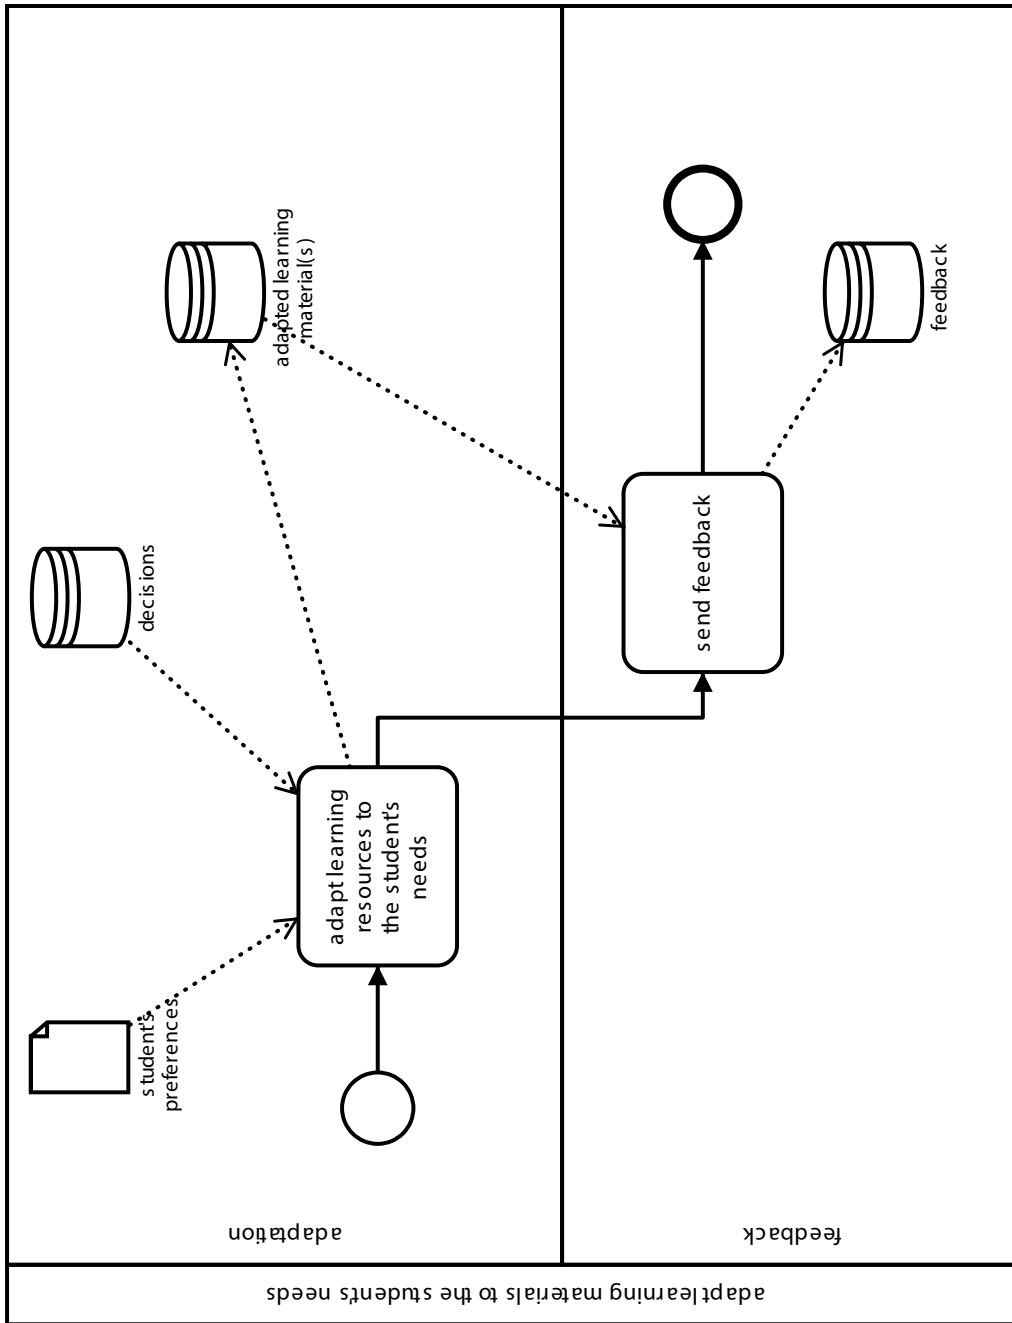 adapt learning materials to the student's needs
adaptation
feedback
student's
preferences
decisions
adapted learning
material(s)
adapt learning
resources to
the student's
needs
send feedback
feedback